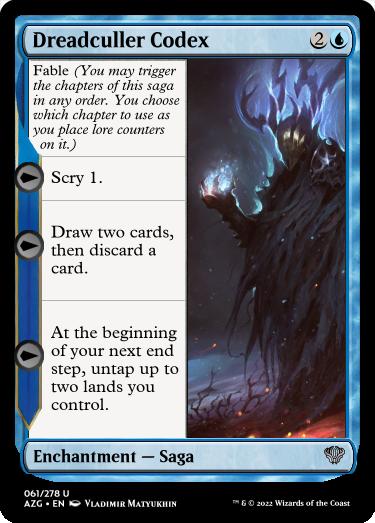 Dreadculler Codex 2
Fable (You may trigger
the chapters of this saga
in any order. You choose
which chapter to use as
you place lore counters
on it.)
Scry 1.
Draw two cards,
then discard a
card.
At the beginning
of your next end
step, untap up to
two lands you
control.
Enchantment — Saga
061/278 U
AZG • EN Vladimir Matyukhin
™ & © 2022 Wizards of the Coast